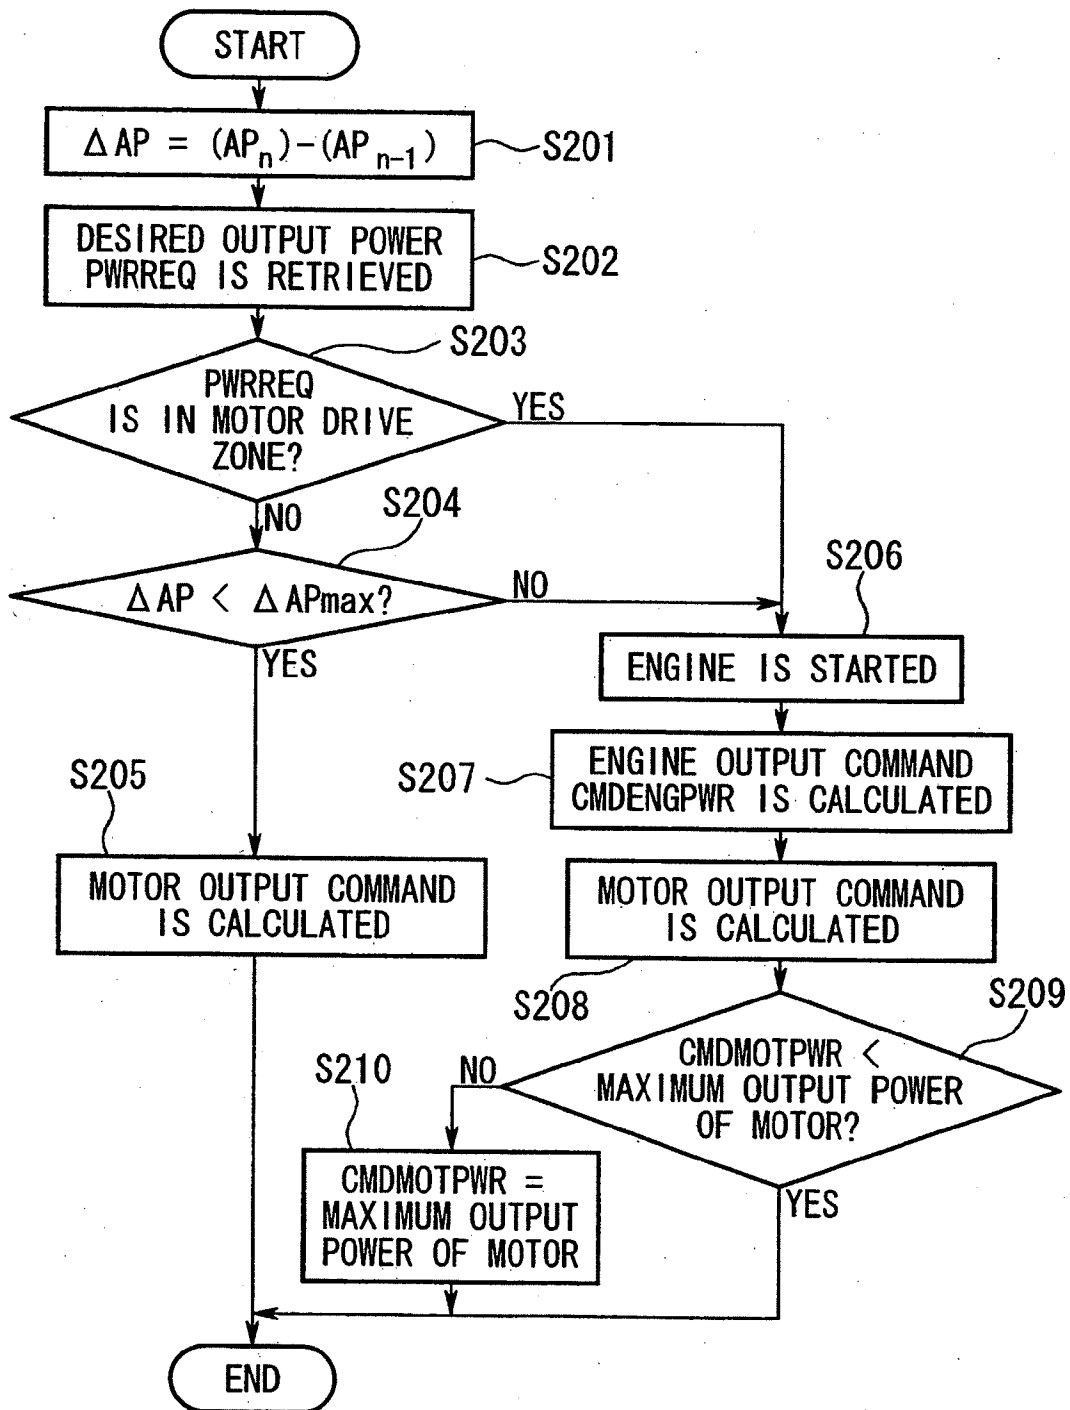 START
ΔAP = (APn)-(AP n-1)
S201
DESIRED OUTPUT POWER
PWRREQ IS RETRIEVED
S202
S203
PWRREQ
IS IN MOTOR DRIVE
ZONE?
YES
NO
S204
ΔAP < ΔAPmax?
NO
YES
S206
ENGINE IS STARTED
S207
ENGINE OUTPUT COMMAND
CMDENGPWR IS CALCULATED
S205
MOTOR OUTPUT COMMAND
IS CALCULATED
MOTOR OUTPUT COMMAND
IS CALCULATED
S208
S209
CMDMOTPWR <
MAXIMUM OUTPUT POWER
OF MOTOR?
NO
YES
S210
CMDMOTPWR =
MAXIMUM OUTPUT
POWER OF MOTOR
END